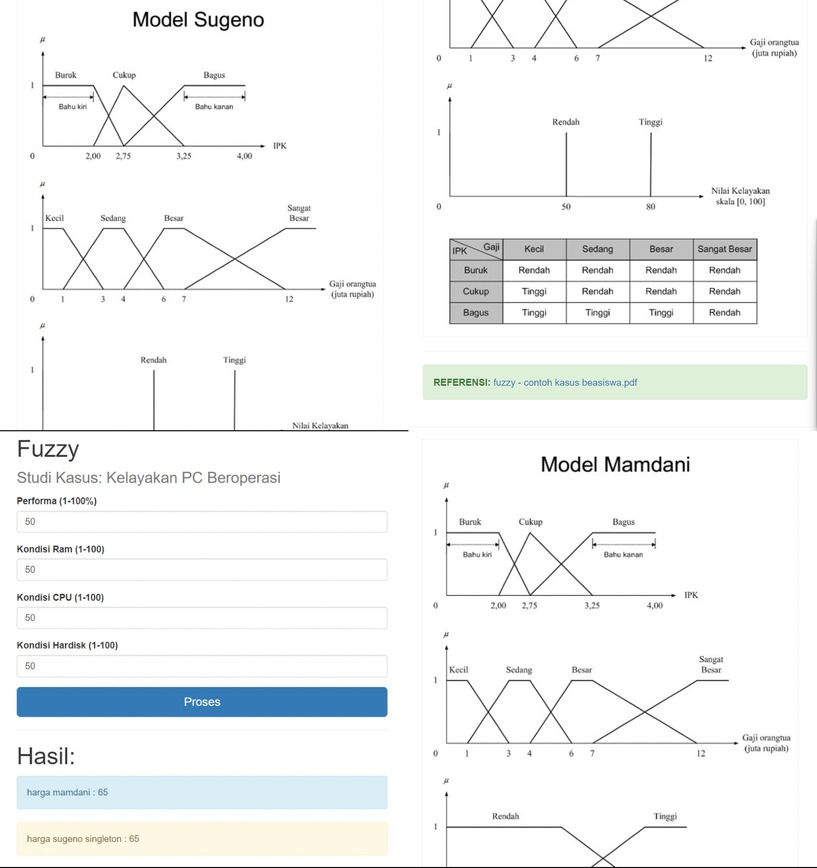 Model Sugeno
μ
1
Buruk Cukup Bagus
Bahu kiri Bahu kanan
IPK
0 2,00 2,75 3,25 4,00
μ
Sangat
Kecil Sedang Besar Besar
1
Gaji orangtua
0 1 3 4 6 7 12 (juta rupiah)
μ
Rendah Tinggi
1
Nilai Kelayakan
Gaji orangtua
0 1 3 4 6 7 12 (juta rupiah)
μ
Rendah Tinggi
1
Nilai Kelayakan
0 50 80 skala [0, 100]
IPK Gaji Kecil Sedang Besar Sangat Besar
Buruk Rendah Rendah Rendah Rendah
Cukup Tinggi Rendah Rendah Rendah
Bagus Tinggi Tinggi Tinggi Rendah
REFERENSI: fuzzy - contoh kasus beasiswa.pdf
Fuzzy
Studi Kasus: Kelayakan PC Beroperasi
Performa (1-100%)
50
Kondisi Ram (1-100)
50
Kondisi CPU (1-100)
50
Kondisi Hardisk (1-100)
50
Proses
Hasil:
harga mamdani : 65
harga sugeno singleton : 65
Model Mamdani
μ
Buruk Cukup Bagus
1
Bahu kiri Bahu kanan
IPK
0 2,00 2,75 3,25 4,00
μ
Sangat
Kecil Sedang Besar Besar
1
Gaji orangtua
0 1 3 4 6 7 12 (juta rupiah)
μ
Rendah Tinggi
1